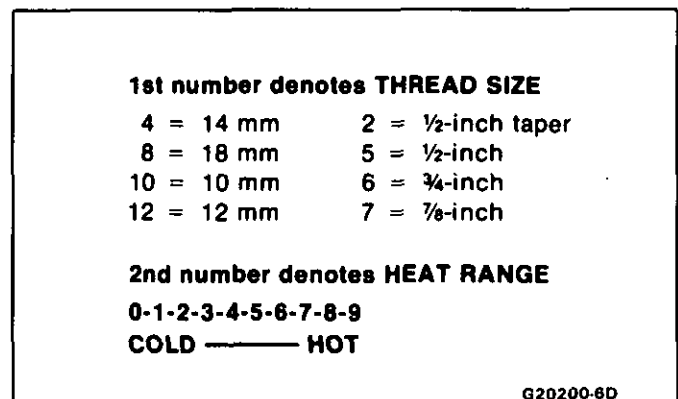 1st number denotes THREAD SIZE
4 = 14 mm 2 = ½-inch taper
8 = 18 mm 5 = ½-inch
10 = 10 mm 6 = ¾-inch
12 = 12 mm 7 = ⅞-inch
2nd number denotes HEAT RANGE
0-1-2-3-4-5-6-7-8-9
COLD ——— HOT
G20200-6D